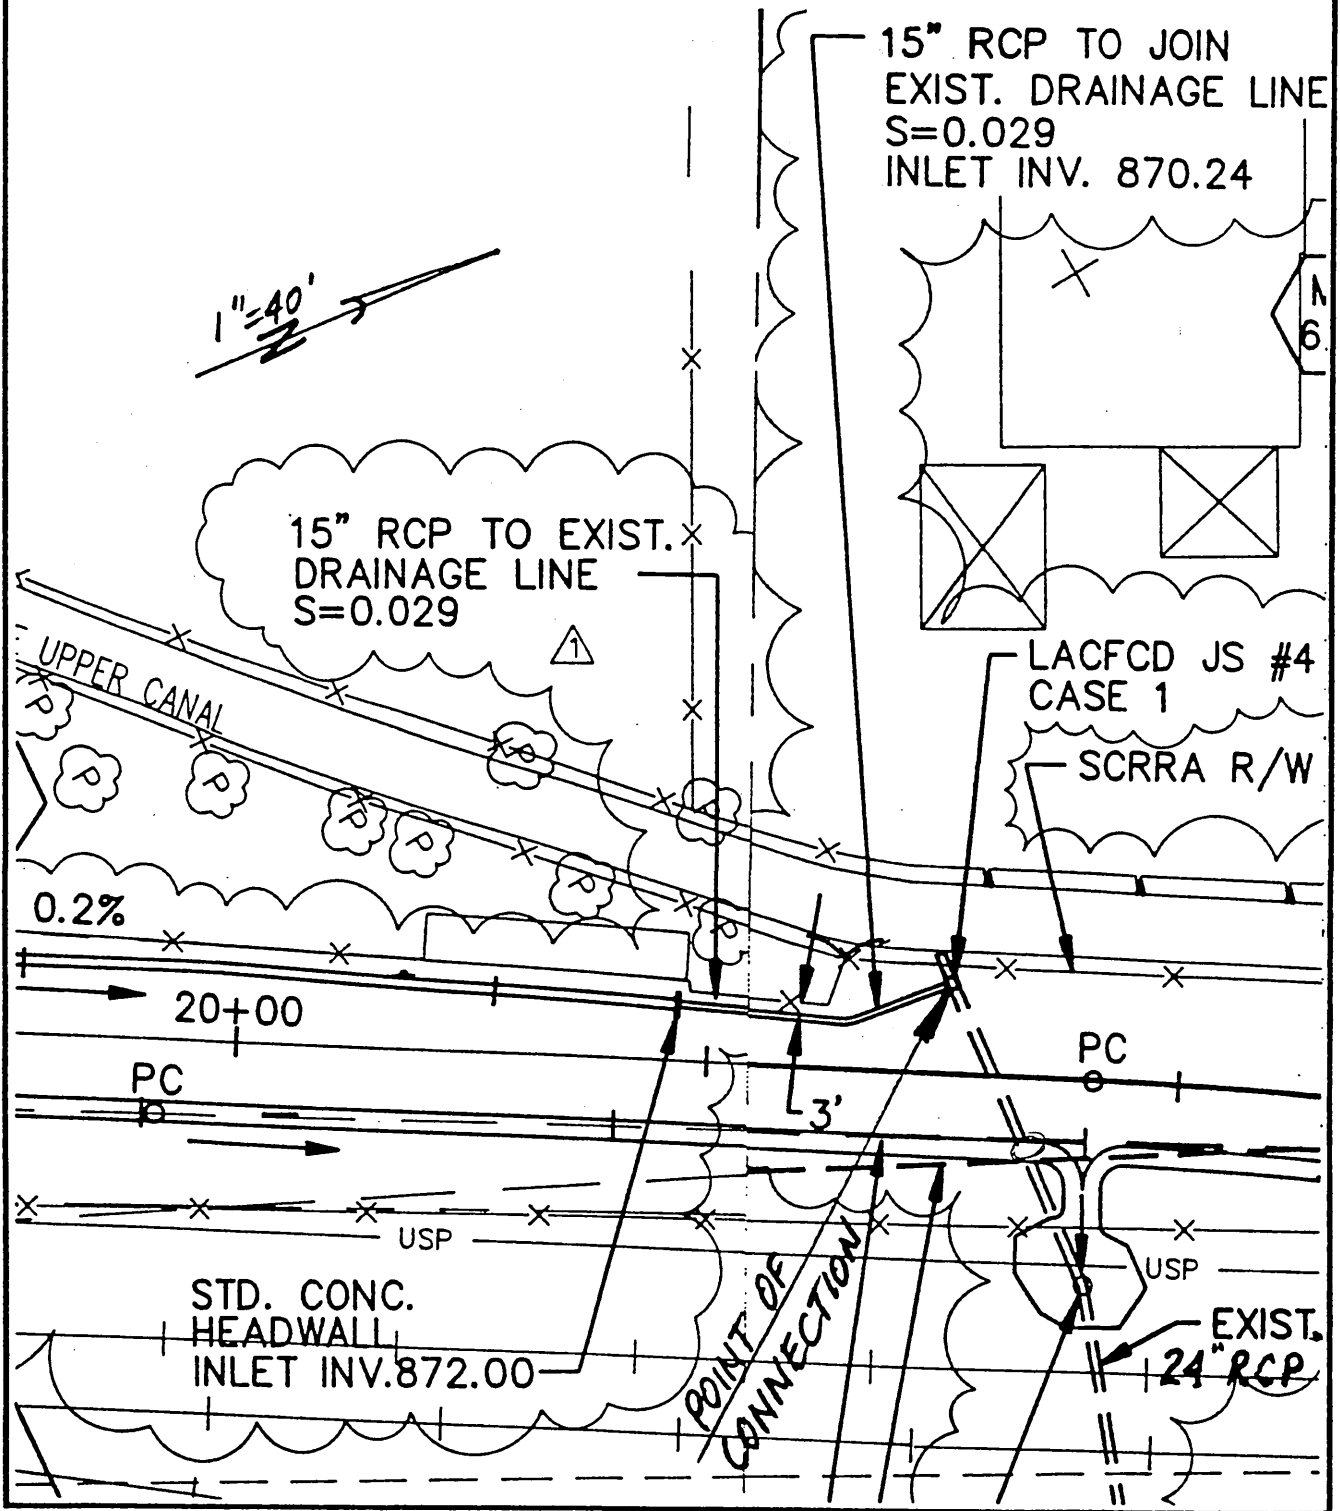 15" RCP TO JOIN
EXIST. DRAINAGE LINE
S=0.029
INLET INV. 870.24
1"=40'
N
6
15" RCP TO EXIST.
DRAINAGE LINE
S=0.029
1
UPPER CANAL
LACFCD JS #4
CASE 1
SCRRA R/W
P
P
P
P
P
P
P
P
P
0.2%
20+00
PC
PC
3'
USP
USP
STD. CONC.
HEADWALL
INLET INV.872.00
POINT OF
CONNECTION
EXIST.
24" RCP